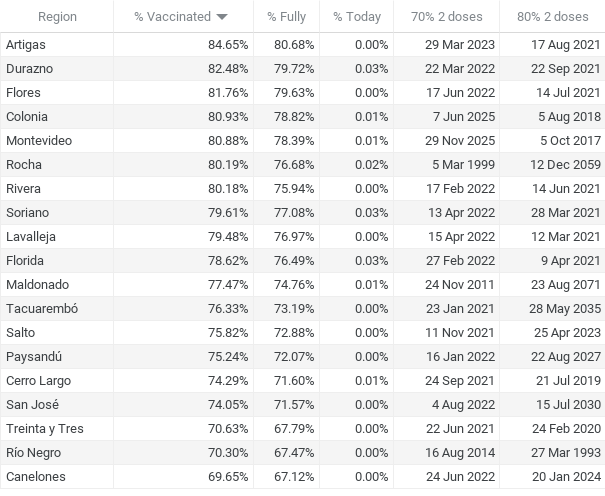 Region % Vaccinated % Fully % Today 70% 2 doses 80% 2 doses
Artigas 84.65% 80.68% 0.00% 29 Mar 2023 17 Aug 2021
Durazno 82.48% 79.72% 0.03% 22 Mar 2022 22 Sep 2021
Flores 81.76% 79.63% 0.00% 17 Jun 2022 14 Jul 2021
Colonia 80.93% 78.82% 0.01% 7 Jun 2025 5 Aug 2018
Montevideo 80.88% 78.39% 0.01% 29 Nov 2025 5 Oct 2017
Rocha 80.19% 76.68% 0.02% 5 Mar 1999 12 Dec 2059
Rivera 80.18% 75.94% 0.00% 17 Feb 2022 14 Jun 2021
Soriano 79.61% 77.08% 0.03% 13 Apr 2022 28 Mar 2021
Lavalleja 79.48% 76.97% 0.00% 15 Apr 2022 12 Mar 2021
Florida 78.62% 76.49% 0.03% 27 Feb 2022 9 Apr 2021
Maldonado 77.47% 74.76% 0.01% 24 Nov 2011 23 Aug 2071
Tacuarembó 76.33% 73.19% 0.00% 23 Jan 2021 28 May 2035
Salto 75.82% 72.88% 0.00% 11 Nov 2021 25 Apr 2023
Paysandú 75.24% 72.07% 0.00% 16 Jan 2022 22 Aug 2027
Cerro Largo 74.29% 71.60% 0.01% 24 Sep 2021 21 Jul 2019
San José 74.05% 71.57% 0.00% 4 Aug 2022 15 Jul 2030
Treinta y Tres 70.63% 67.79% 0.00% 22 Jun 2021 24 Feb 2020
Río Negro 70.30% 67.47% 0.00% 16 Aug 2014 27 Mar 1993
Canelones 69.65% 67.12% 0.00% 24 Jun 2022 20 Jan 2024